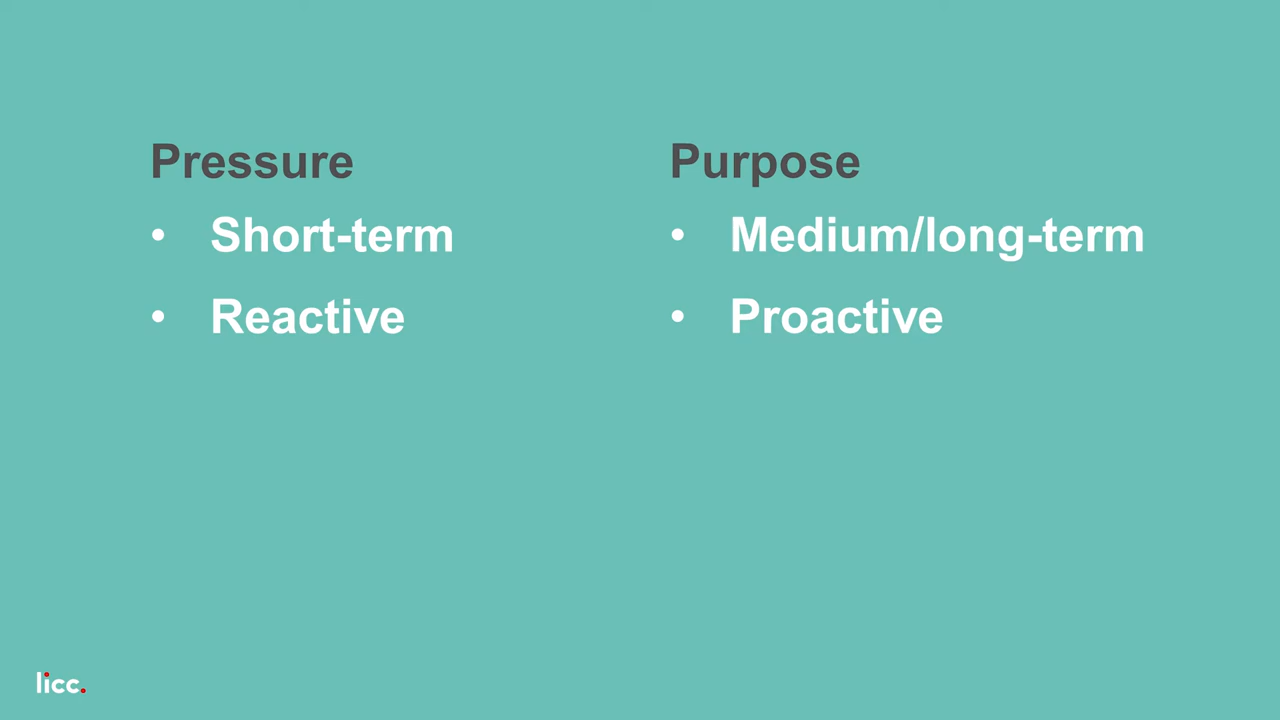 Pressure
• Short-term
• Reactive
Purpose
• Medium/long-term
• Proactive
licc.